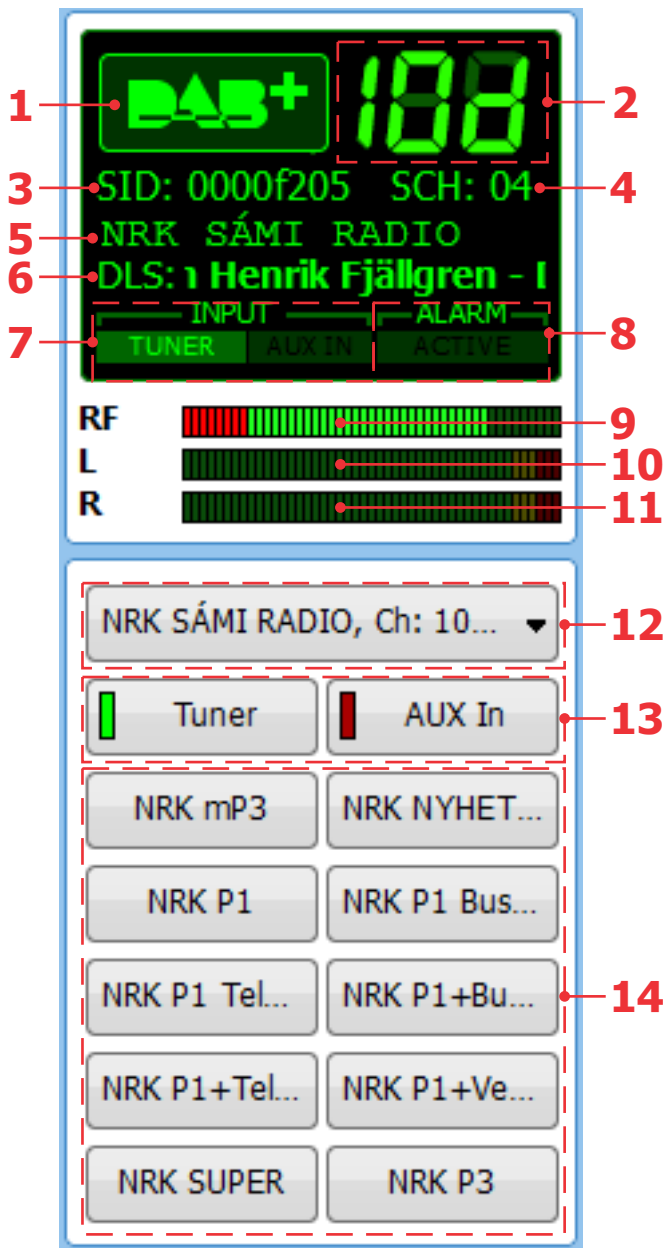 1 DAB+ 10d 2
3 SID: 0000f205 SCH: 04 4
5 NRK SÁMI RADIO
6 DLS: ı Henrik Fjällgren - I
INPUT ALARM
7 TUNER AUX IN ACTIVE 8
RF 9
L 10
R 11
NRK SÁMI RADIO, Ch: 10... 12
Tuner AUX In 13
NRK mP3 NRK NYHET...
NRK P1 NRK P1 Bus...
NRK P1 Tel... NRK P1+Bu... 14
NRK P1+Tel... NRK P1+Ve...
NRK SUPER NRK P3